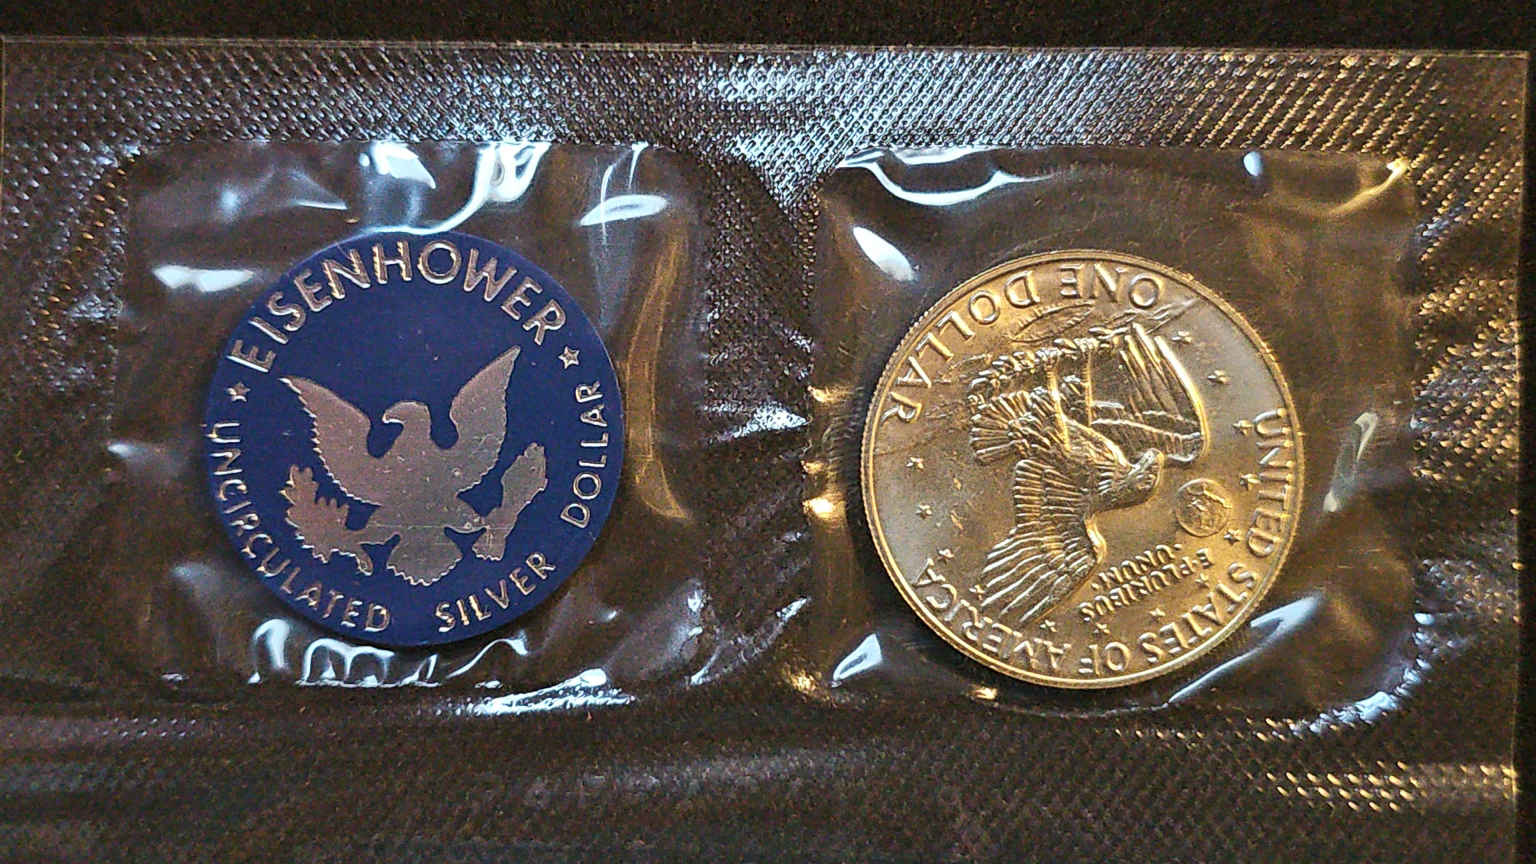 EISENHOWER
UNCIRCULATED SILVER DOLLAR
UNITED STATES OF AMERICA
E·PLURIBUS
·UNUM·
ONE DOLLAR